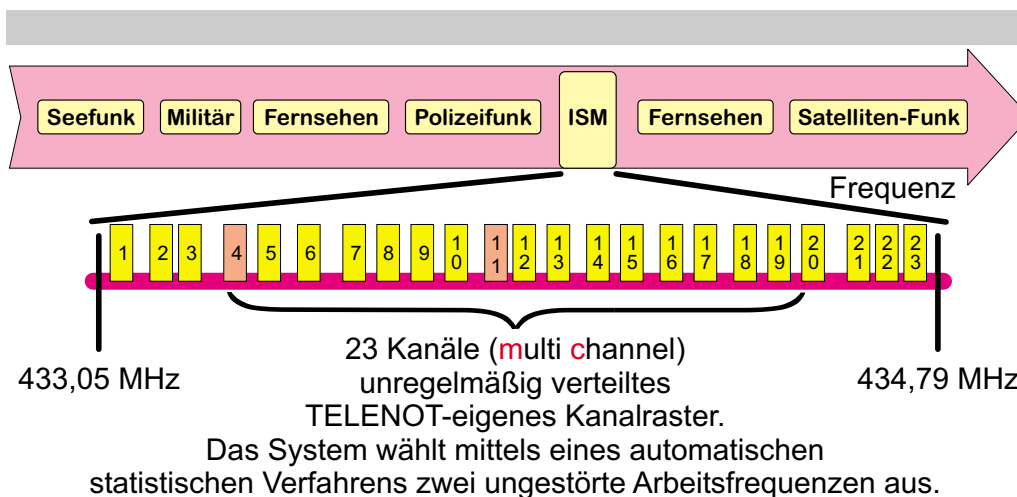 Seefunk Militär Fernsehen Polizeifunk ISM Fernsehen Satelliten-Funk
Frequenz
1 2 3 4 5 6 7 8 9 10 11 12 13 14 15 16 17 18 19 20 21 22 23
433,05 MHz
434,79 MHz
23 Kanäle (multi channel)
unregelmäßig verteiltes
TELENOT-eigenes Kanalraster.
Das System wählt mittels eines automatischen
statistischen Verfahrens zwei ungestörte Arbeitsfrequenzen aus.